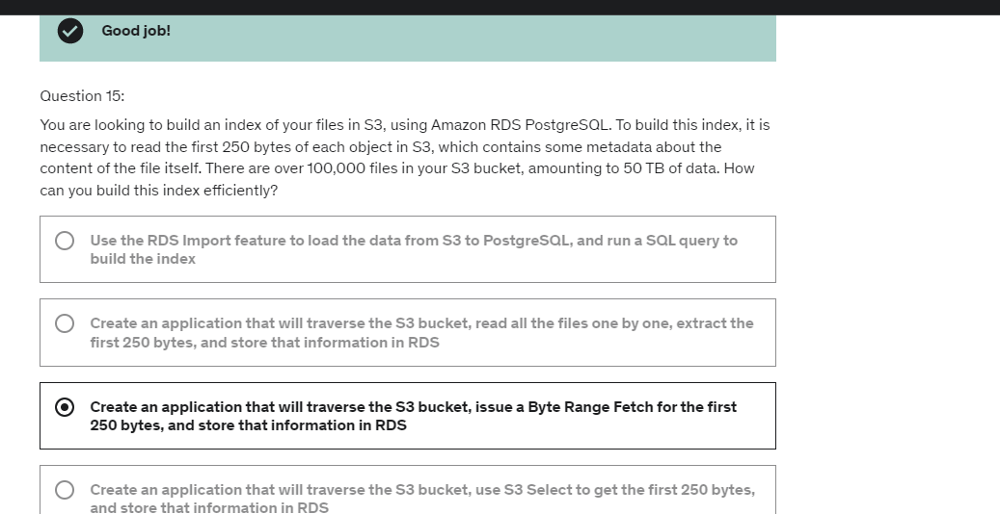 Good job!
Question 15:
You are looking to build an index of your files in S3, using Amazon RDS PostgreSQL. To build this index, it is
necessary to read the first 250 bytes of each object in S3, which contains some metadata about the
content of the file itself. There are over 100,000 files in your S3 bucket, amounting to 50 TB of data. How
can you build this index efficiently?
Use the RDS Import feature to load the data from S3 to PostgreSQL, and run a SQL query to
build the index
Create an application that will traverse the S3 bucket, read all the files one by one, extract the
first 250 bytes, and store that information in RDS
Create an application that will traverse the S3 bucket, issue a Byte Range Fetch for the first
250 bytes, and store that information in RDS
Create an application that will traverse the S3 bucket, use S3 Select to get the first 250 bytes,
and store that information in RDS